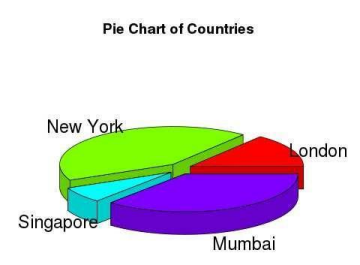 Pie Chart of Countries
New York
London
Singapore
Mumbai